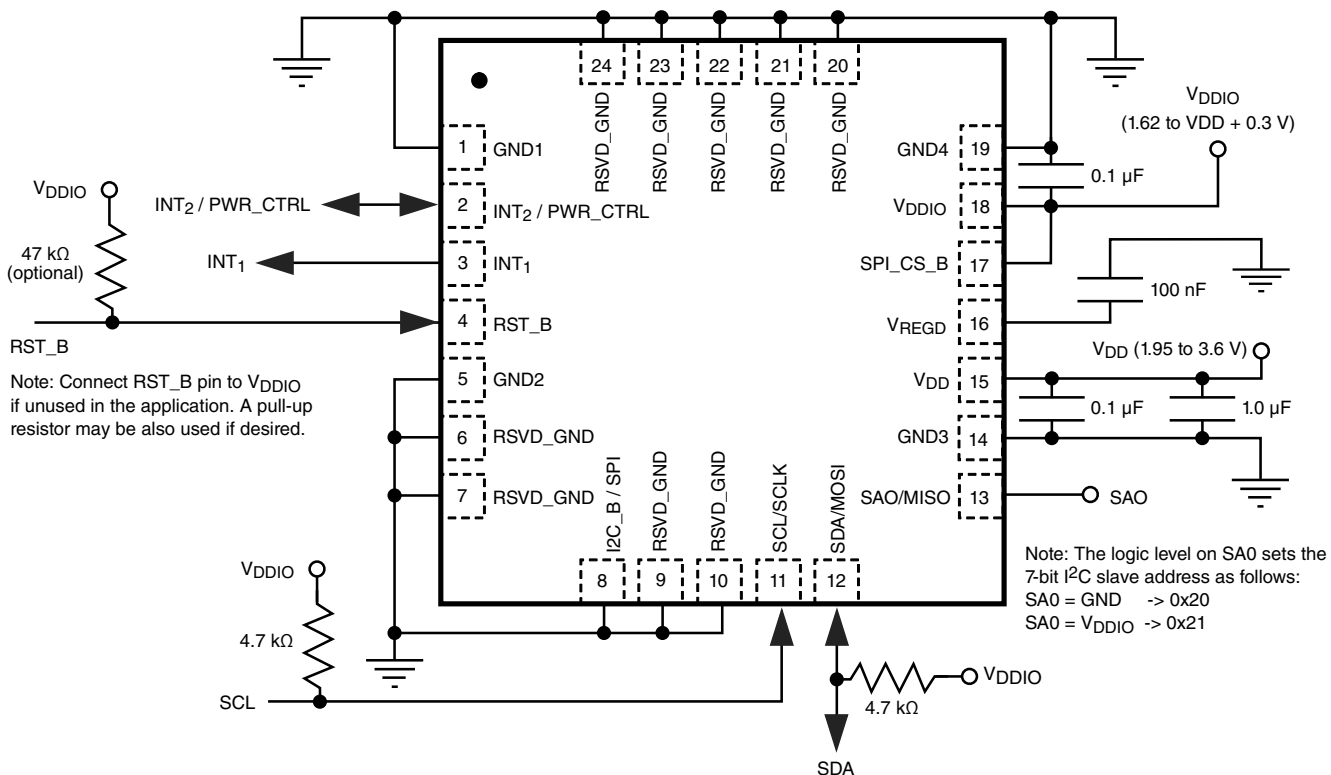 24
23
22
21
20
RSVD_GND
RSVD_GND
RSVD_GND
RSVD_GND
RSVD_GND
1
GND1
2
INT2 / PWR_CTRL
3
INT1
4
RST_B
5
GND2
6
RSVD_GND
7
RSVD_GND
8
I2C_B / SPI
9
RSVD_GND
10
RSVD_GND
11
SCL/SCLK
12
SDA/MOSI
GND4
19
VDDIO
18
SPI_CS_B
17
VREGD
16
VDD
15
GND3
14
SAO/MISO
13
VDDIO
47 kΩ
(optional)
INT2 / PWR_CTRL
INT1
RST_B
Note: Connect RST_B pin to VDDIO
if unused in the application. A pull-up
resistor may be also used if desired.
VDDIO
4.7 kΩ
SCL
VDDIO
4.7 kΩ
SDA
VDDIO
(1.62 to VDD + 0.3 V)
0.1 µF
100 nF
VDD (1.95 to 3.6 V)
0.1 µF
1.0 µF
SAO
Note: The logic level on SA0 sets the
7-bit I2C slave address as follows:
SA0 = GND -> 0x20
SA0 = VDDIO -> 0x21